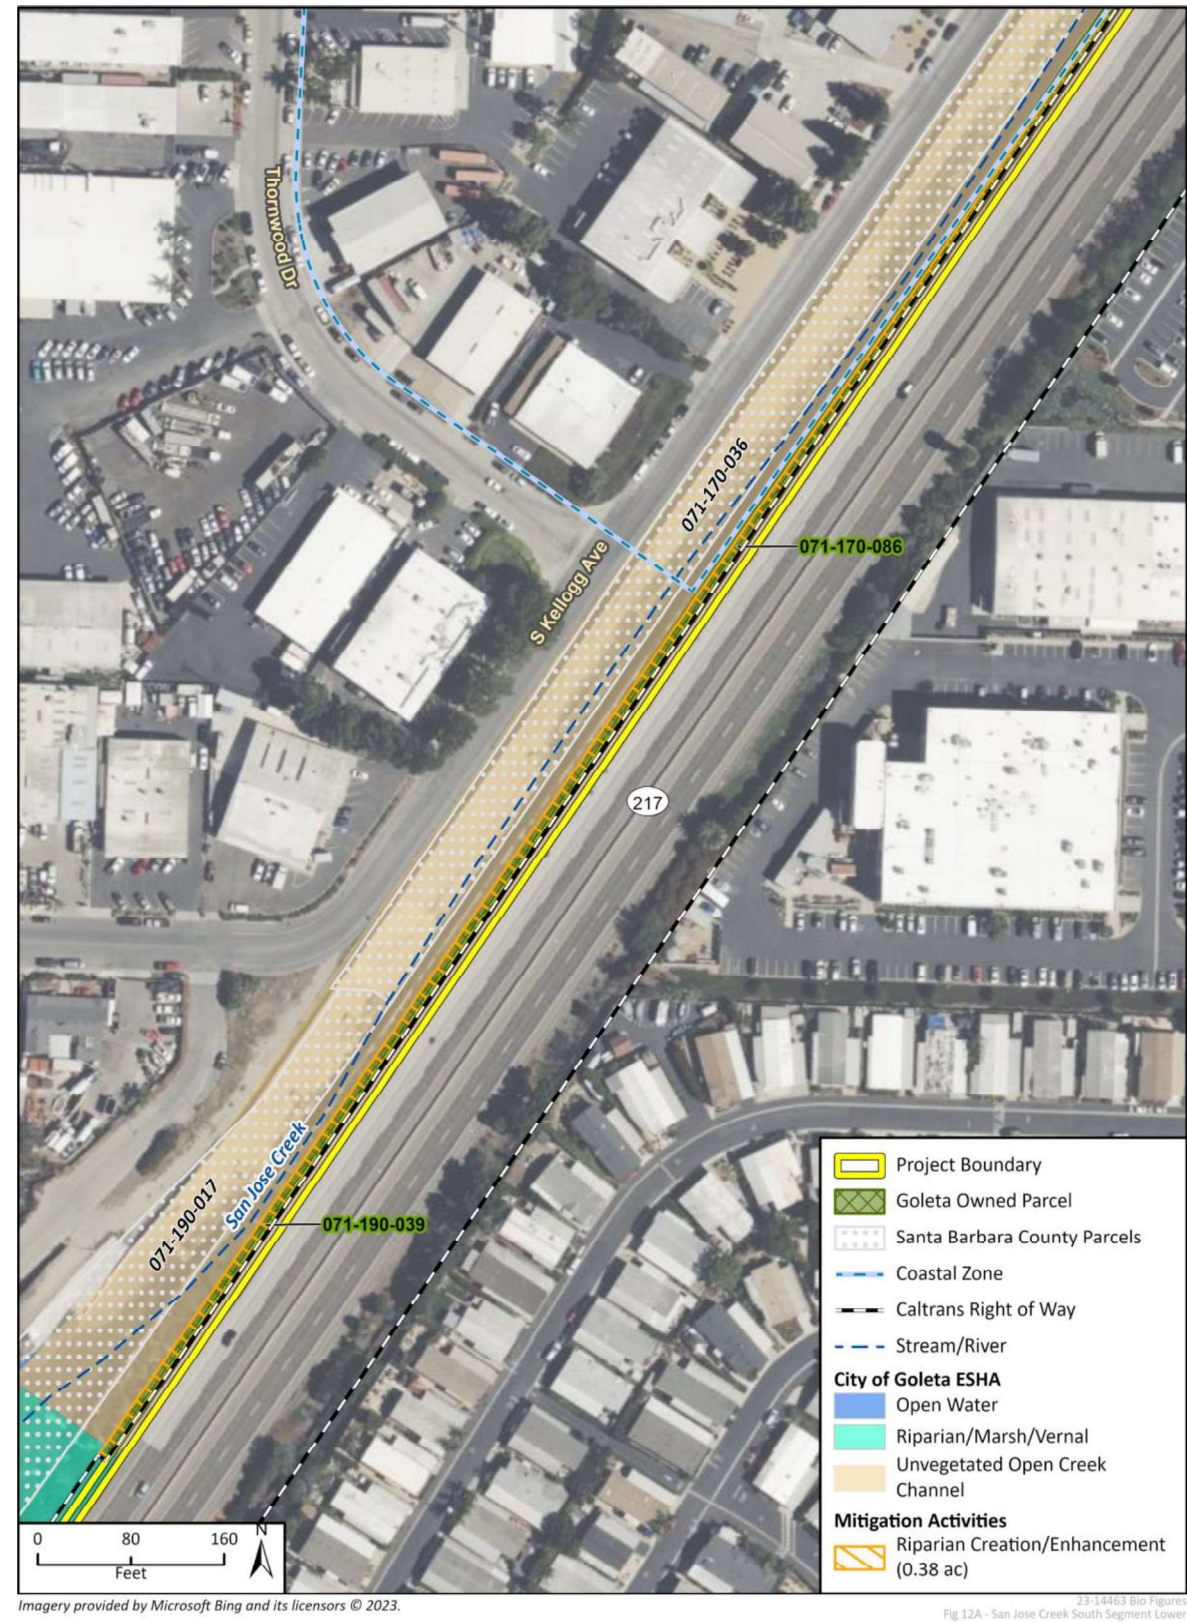 Thornwood Dr
071-170-036
071-170-086
S Kellogg Ave
217
San Jose Creek
071-190-017
071-190-039
Project Boundary
Goleta Owned Parcel
Santa Barbara County Parcels
Coastal Zone
Caltrans Right of Way
Stream/River
City of Goleta ESHA
Open Water
Riparian/Marsh/Vernal
Unvegetated Open Creek
Channel
Mitigation Activities
Riparian Creation/Enhancement
(0.38 ac)
0 80 160
Feet
N
Imagery provided by Microsoft Bing and its licensors © 2023.
23-14463 Bio Figures
Fig 12A - San Jose Creek South Segment Lower